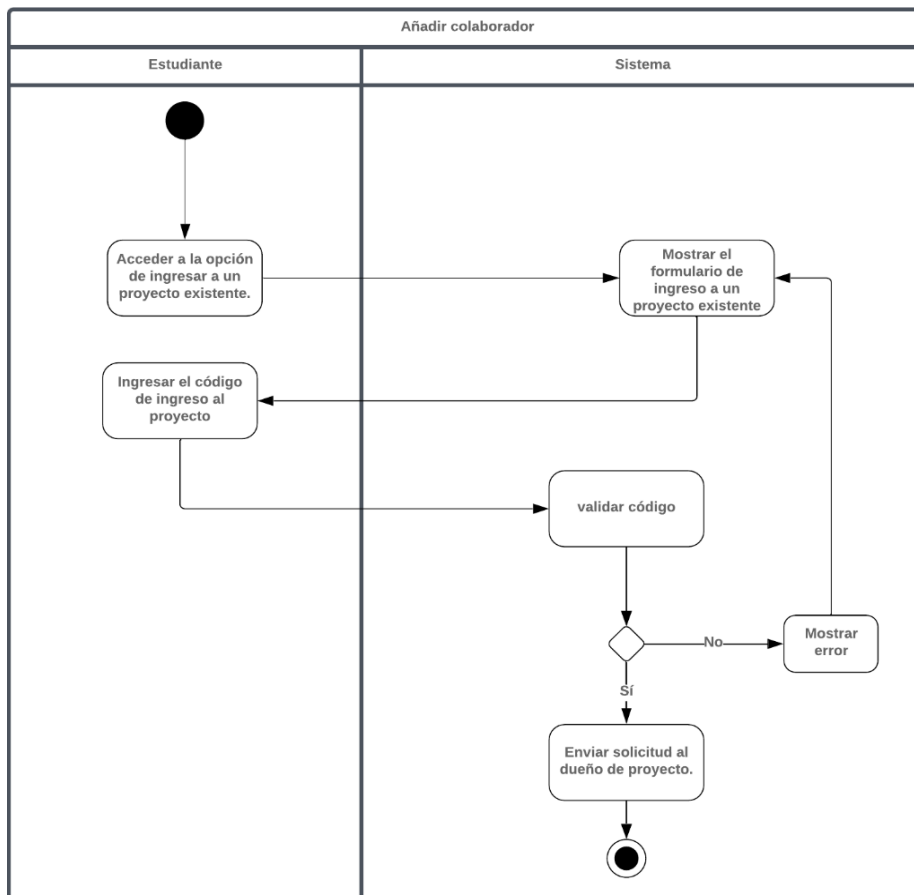 Añadir colaborador
Estudiante
Sistema
Acceder a la opción
de ingresar a un
proyecto existente.
Mostrar el
formulario de
ingreso a un
proyecto existente
Ingresar el código
de ingreso al
proyecto
validar código
No
Mostrar
error
Sí
Enviar solicitud al
dueño de proyecto.